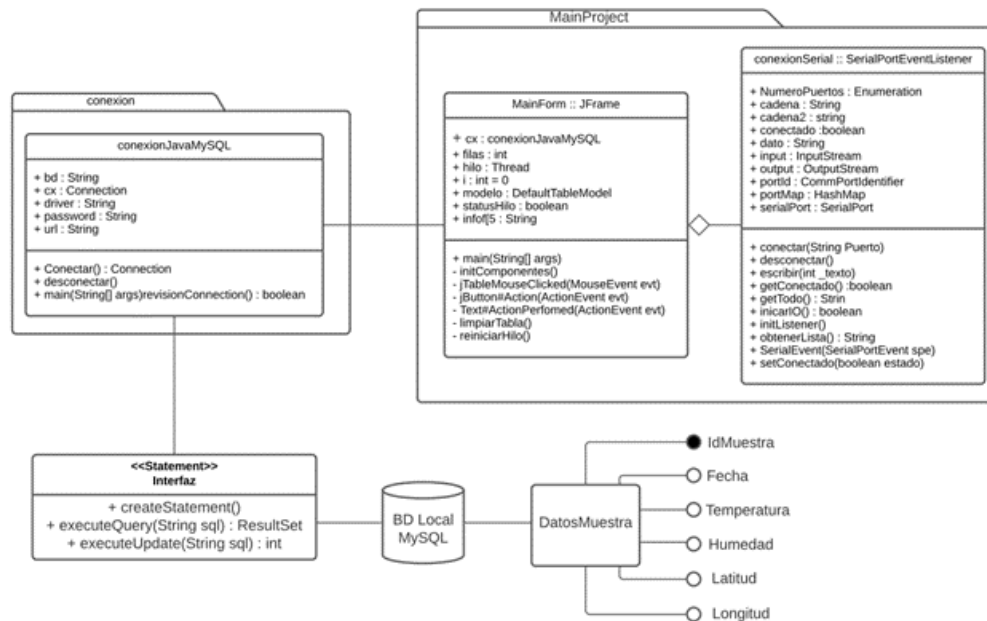 MainProject
conexion
conexionJavaMySQL
+ bd : String
+ cx : Connection
+ driver : String
+ password : String
+ url : String
+ Conectar() : Connection
+ desconectar()
+ main(String[] args)revisionConnection() : boolean
MainForm :: JFrame
+ cx : conexionJavaMySQL
+ filas : int
+ hilo : Thread
+ i : int = 0
+ modelo : DefaultTableModel
+ statusHilo : boolean
+ infof[5 : String
+ main(String[] args)
- initComponentes()
- jTableMouseClicked(MouseEvent evt)
- jButton#Action(ActionEvent evt)
- Text#ActionPerfomed(ActionEvent evt)
- limpiarTabla()
- reiniciarHilo()
conexionSerial :: SerialPortEventListener
+ NumeroPuertos : Enumeration
+ cadena : String
+ cadena2 : string
+ conectado :boolean
+ dato : String
+ input : InputStream
+ output : OutputStream
+ portId : CommPortIdentifier
+ portMap : HashMap
+ serialPort : SerialPort
+ conectar(String Puerto)
+ desconectar()
+ escribir(int _texto)
+ getConectado() :boolean
+ getTodo() : Strin
+ inicarIO() : boolean
+ initListener()
+ obtenerLista() : String
+ SerialEvent(SerialPortEvent spe)
+ setConectado(boolean estado)
<<Statement>>
Interfaz
+ createStatement()
+ executeQuery(String sql) : ResultSet
+ executeUpdate(String sql) : int
BD Local
MySQL
DatosMuestra
IdMuestra
Fecha
Temperatura
Humedad
Latitud
Longitud